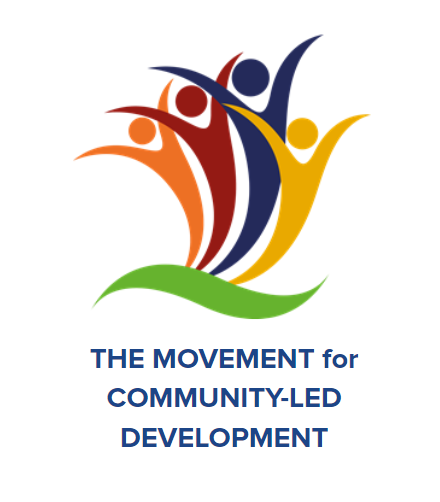 THE MOVEMENT for
COMMUNITY-LED
DEVELOPMENT